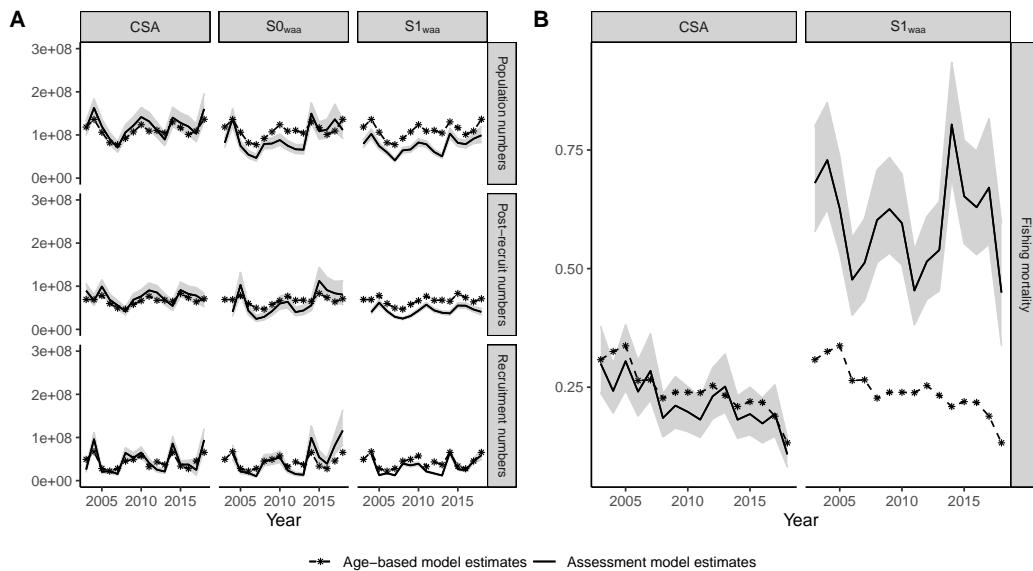 A
CSA
S0waa
S1waa
3e+08
2e+08
1e+08
0e+00
Population numbers
3e+08
2e+08
1e+08
0e+00
Post−recruit numbers
3e+08
2e+08
1e+08
0e+00
Recruitment numbers
2005 2010 2015
2005 2010 2015
2005 2010 2015
Year
B
CSA
S1waa
0.75
0.50
0.25
Fishing mortality
2005 2010 2015
2005 2010 2015
Year
Age−based model estimates
Assessment model estimates